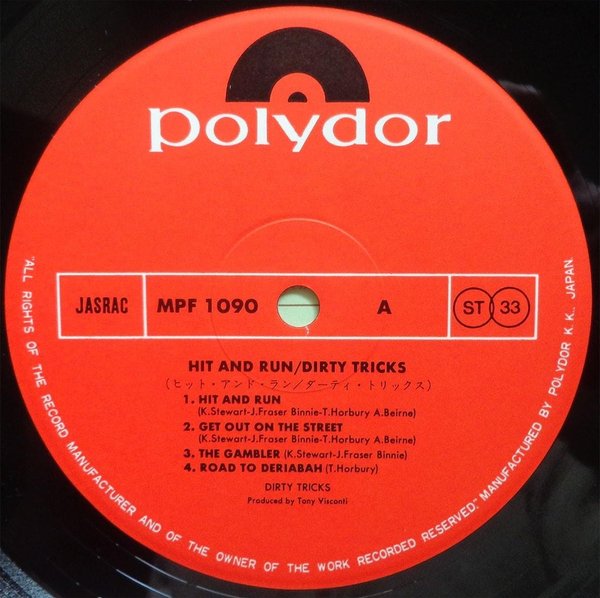 polydor
JASRAC
MPF 1090
A
ST 33
HIT AND RUN/DIRTY TRICKS
(ヒット・アンド・ラン/ダーティ・トリックス)
1. HIT AND RUN
(K.Stewart-J.Fraser Binnie-T.Horbury A.Beirne)
2. GET OUT ON THE STREET
(K.Stewart-J.Fraser Binnie-T.Horbury A.Beirne)
3. THE GAMBLER (K.Stewart-J.Fraser Binnie)
4. ROAD TO DERIABAH (T.Horbury)
DIRTY TRICKS
Produced by Tony Visconti
"ALL RIGHTS OF THE RECORD MANUFACTURER AND OF THE OWNER OF THE WORK RECORDED RESERVED." MANUFACTURED BY POLYDOR K.K. JAPAN.